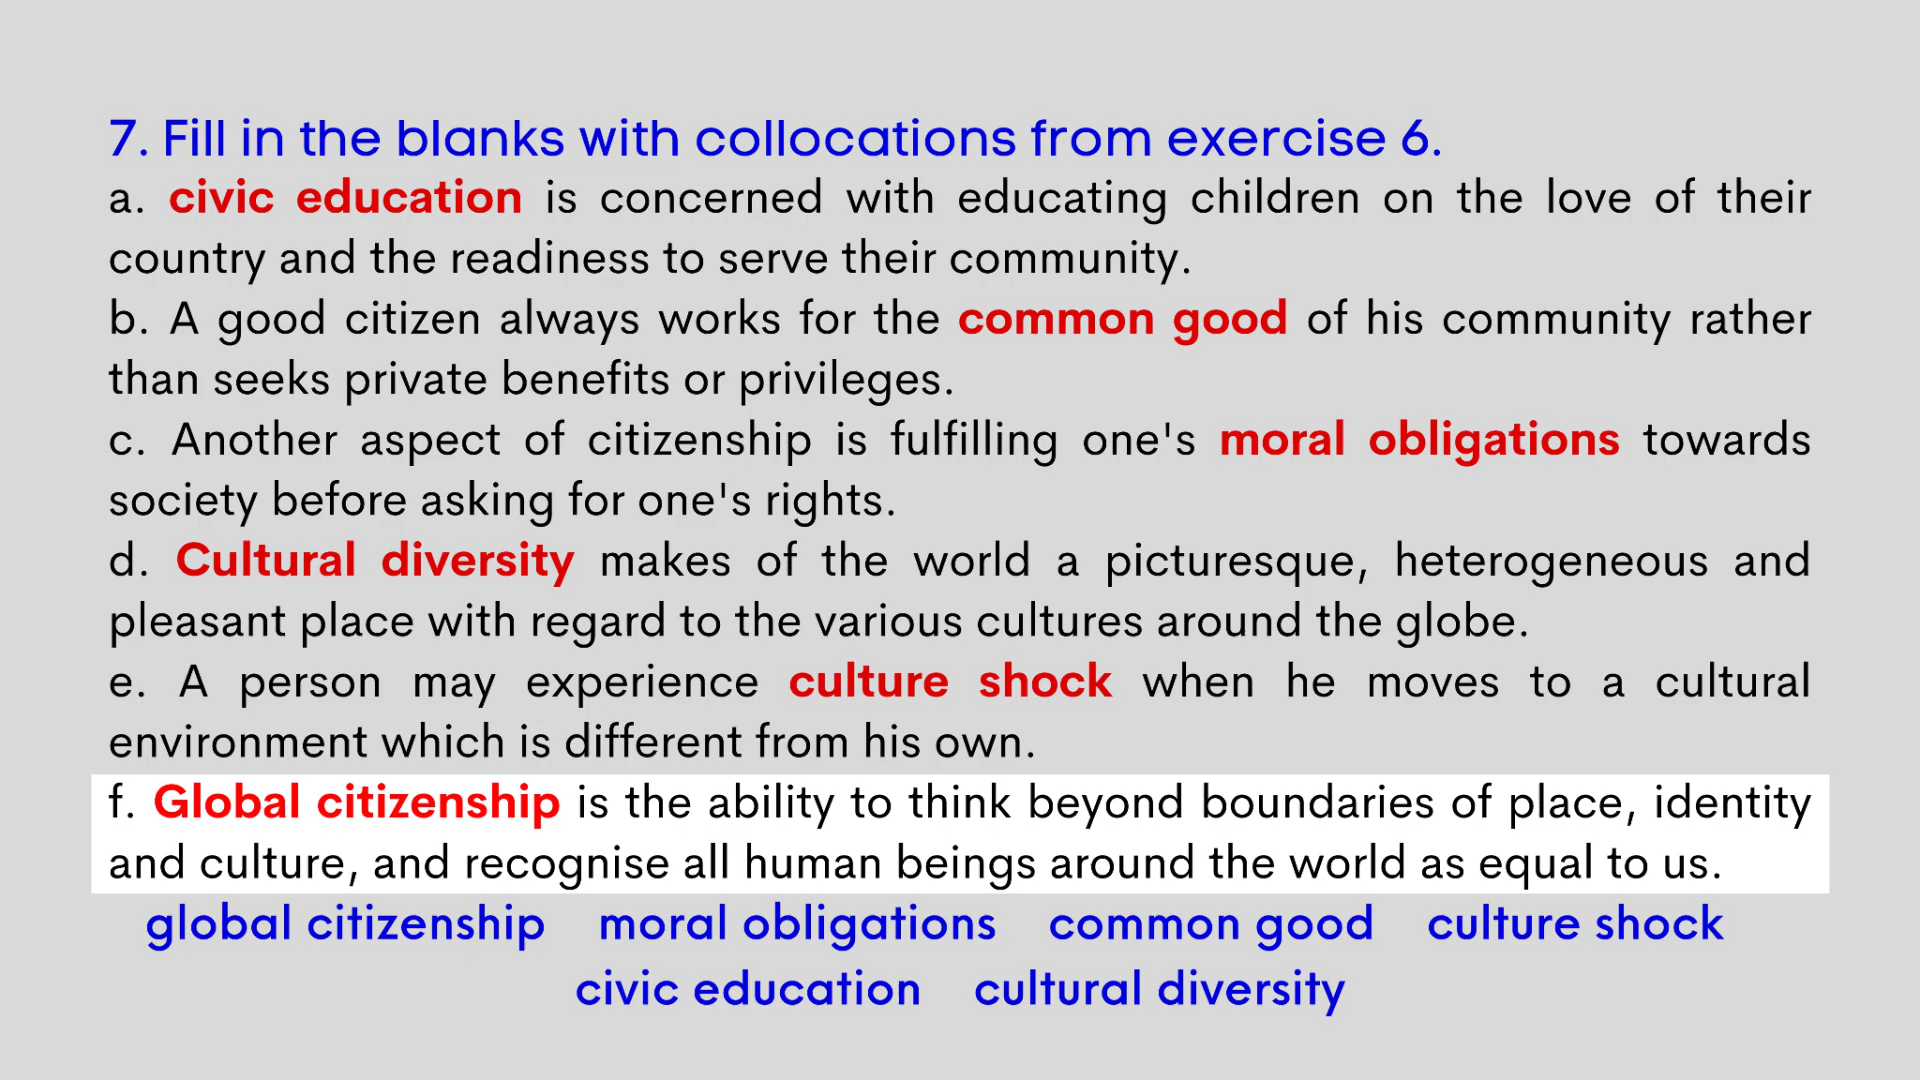 7. Fill in the blanks with collocations from exercise 6.
a. civic education is concerned with educating children on the love of their
country and the readiness to serve their community.
b. A good citizen always works for the common good of his community rather
than seeks private benefits or privileges.
c. Another aspect of citizenship is fulfilling one's moral obligations towards
society before asking for one's rights.
d. Cultural diversity makes of the world a picturesque, heterogeneous and
pleasant place with regard to the various cultures around the globe.
e. A person may experience culture shock when he moves to a cultural
environment which is different from his own.
f. Global citizenship is the ability to think beyond boundaries of place, identity
and culture, and recognise all human beings around the world as equal to us.
global citizenship moral obligations common good culture shock
civic education cultural diversity